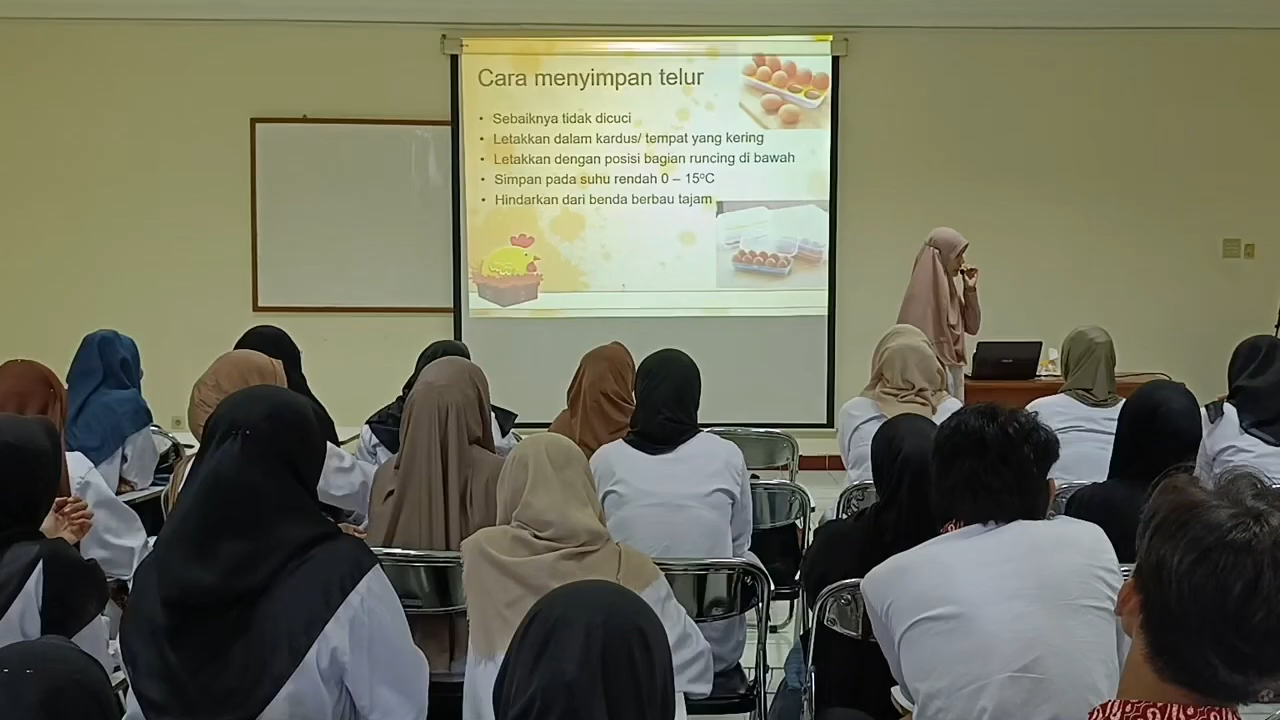 Cara menyimpan telur
• Sebaiknya tidak dicuci
• Letakkan dalam kardus/ tempat yang kering
• Letakkan dengan posisi bagian runcing di bawah
• Simpan pada suhu rendah 0 – 15ºC
• Hindarkan dari benda berbau tajam